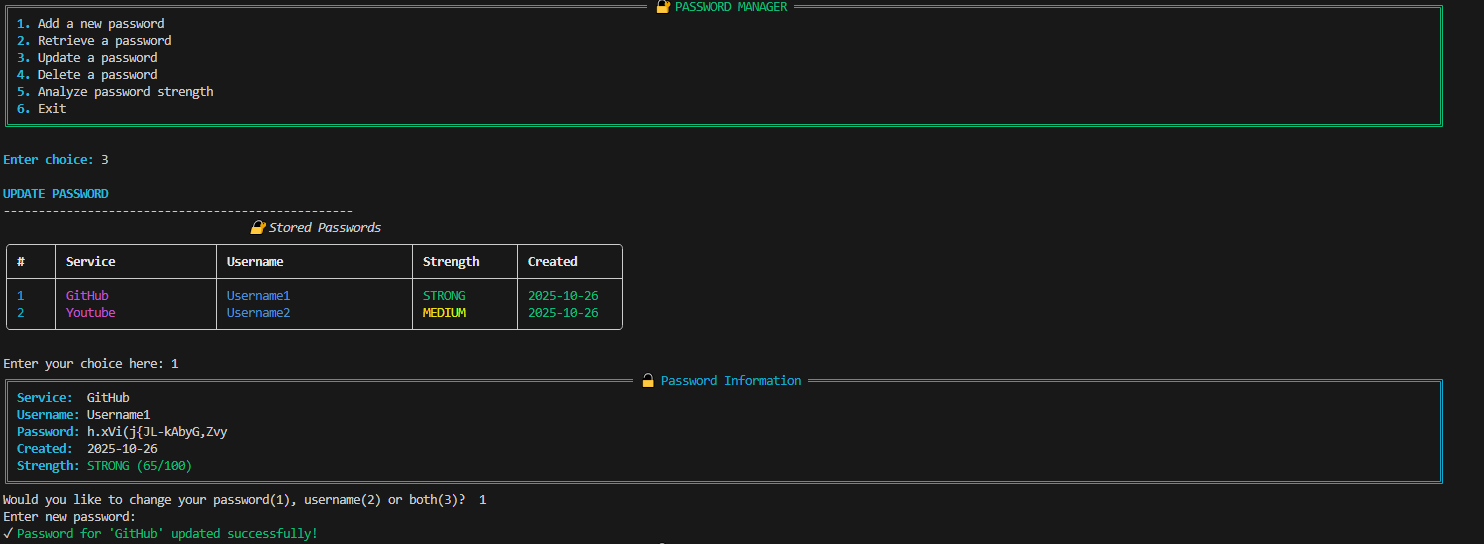 🔐 PASSWORD MANAGER
1. Add a new password
2. Retrieve a password
3. Update a password
4. Delete a password
5. Analyze password strength
6. Exit
Enter choice: 3
UPDATE PASSWORD
--------------------------------------------------
🔐 Stored Passwords
# Service Username Strength Created
1 GitHub Username1 STRONG 2025-10-26
2 Youtube Username2 MEDIUM 2025-10-26
Enter your choice here: 1
🔒 Password Information
Service: GitHub
Username: Username1
Password: h.xVi(j{JL-kAbyG,Zvy
Created: 2025-10-26
Strength: STRONG (65/100)
Would you like to change your password(1), username(2) or both(3)? 1
Enter new password:
✓ Password for 'GitHub' updated successfully!